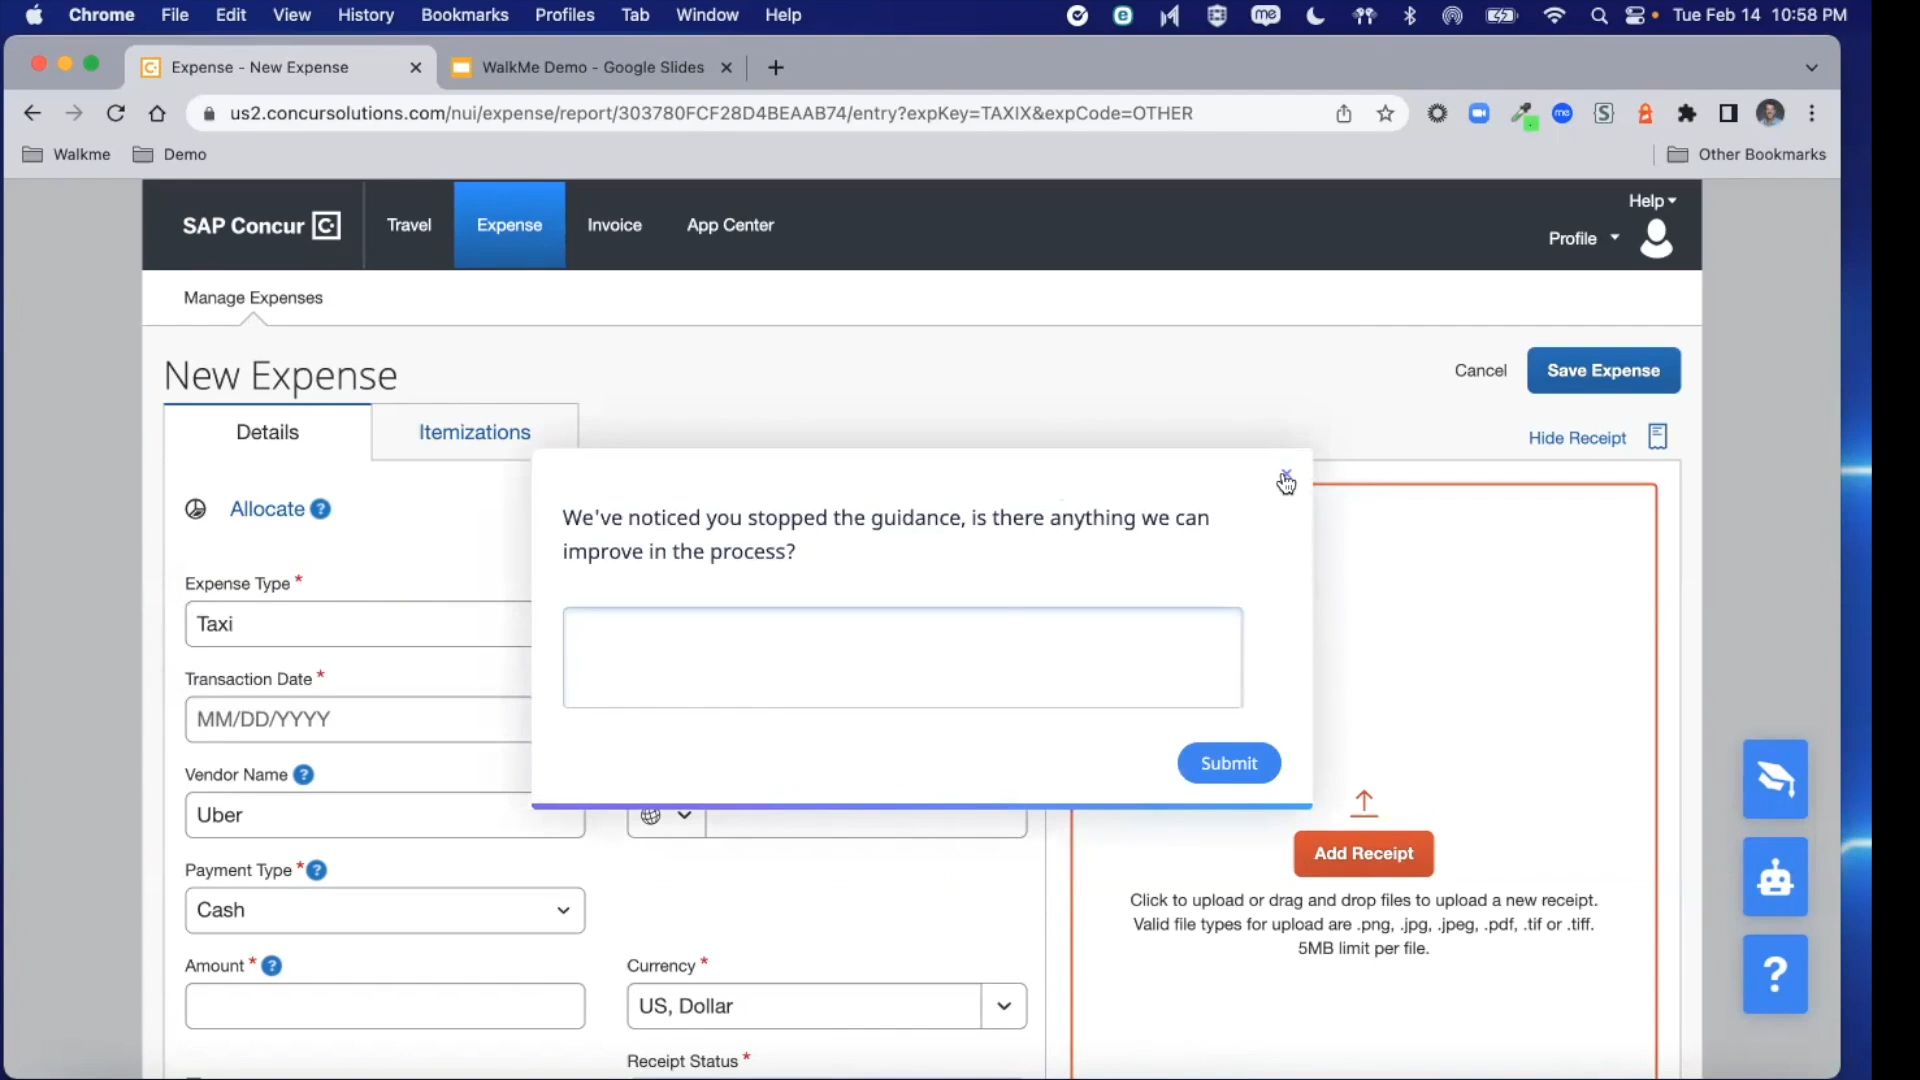 Chrome File Edit View History Bookmarks Profiles Tab Window Help
me
Tue Feb 14 10:58 PM
Expense - New Expense
WalkMe Demo - Google Slides
us2.concursolutions.com/nui/expense/report/303780FCF28D4BEAAB74/entry?expKey=TAXIX&expCode=OTHER
Walkme
Demo
Other Bookmarks
SAP Concur C
Travel
Expense
Invoice
App Center
Help
Profile
Manage Expenses
New Expense
Cancel
Save Expense
Details
Itemizations
Hide Receipt
Allocate ?
We've noticed you stopped the guidance, is there anything we can
improve in the process?
Submit
Expense Type *
Taxi
Transaction Date *
MM/DD/YYYY
Vendor Name ?
Uber
Payment Type * ?
Cash
Amount * ?
Currency *
US, Dollar
Receipt Status *
Add Receipt
Click to upload or drag and drop files to upload a new receipt.
Valid file types for upload are .png, .jpg, .jpeg, .pdf, .tif or .tiff.
5MB limit per file.
?